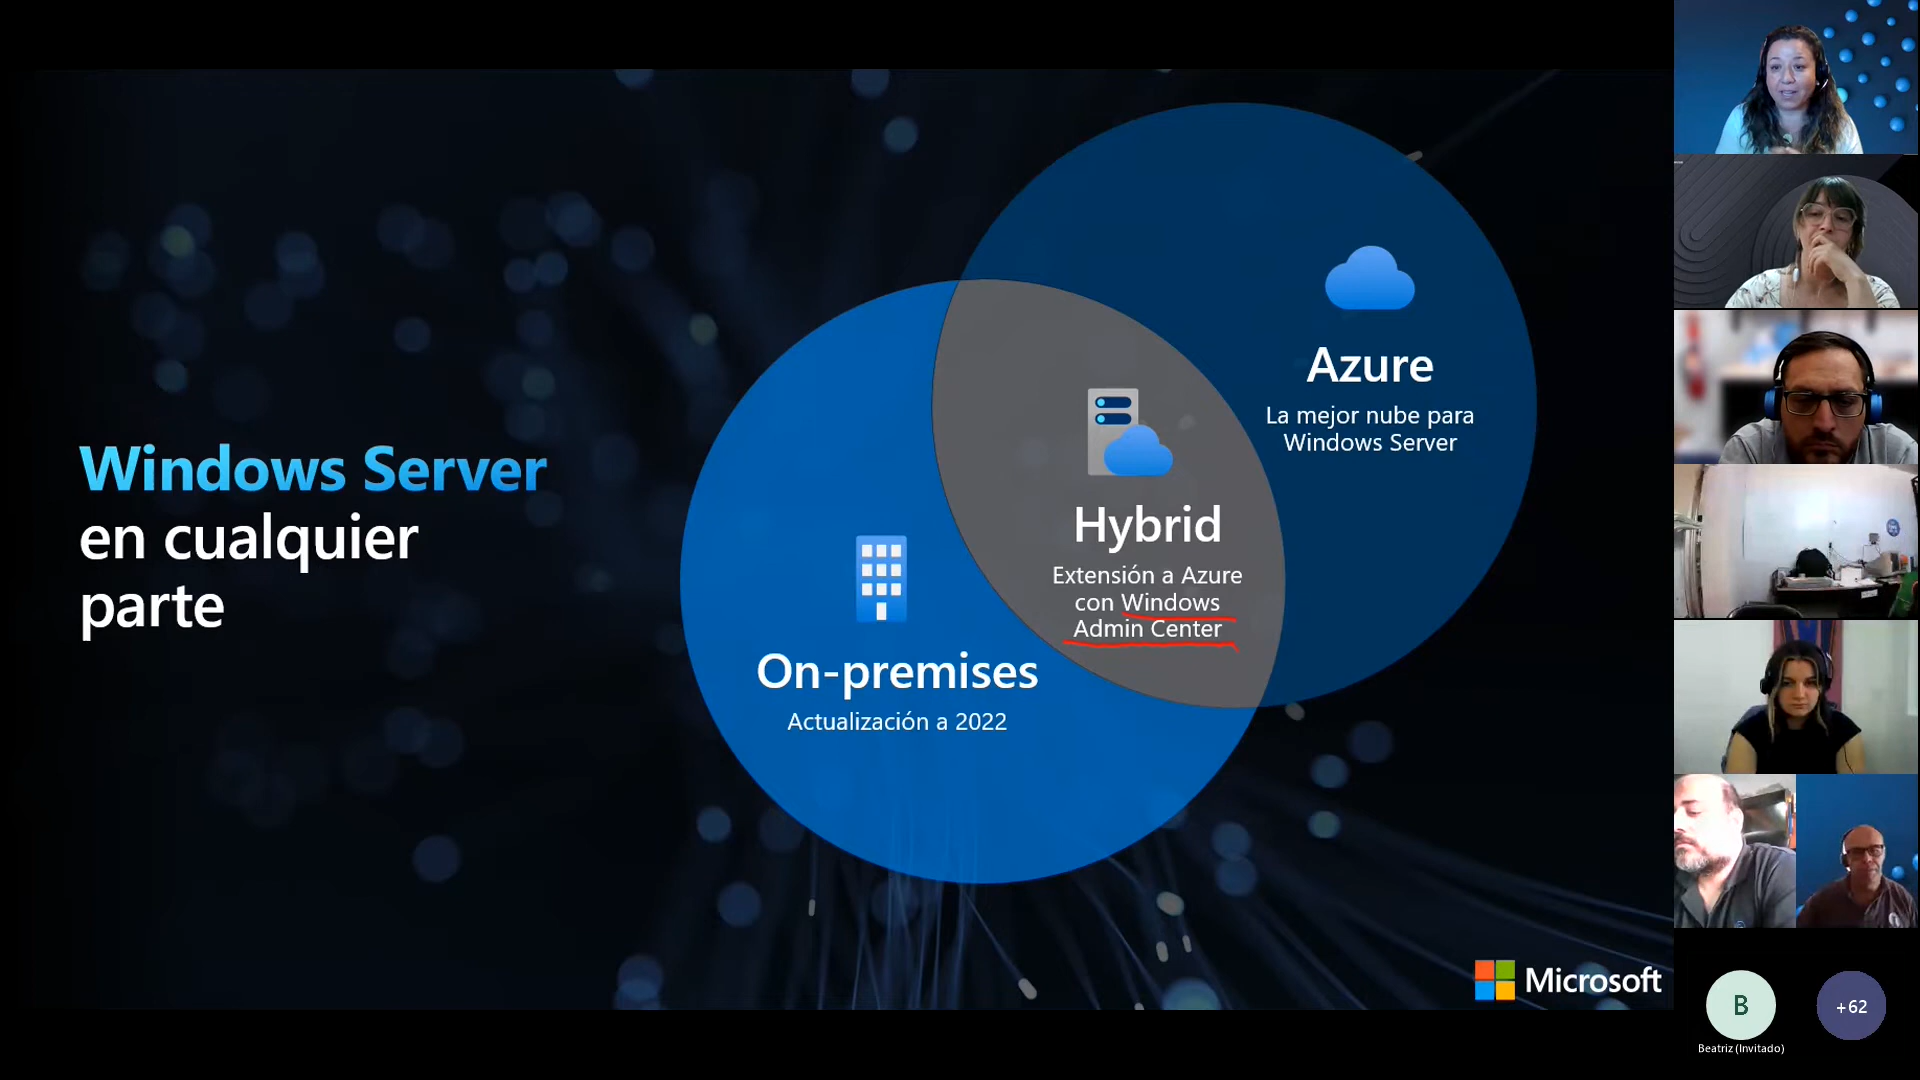 Windows Server
en cualquier
parte
Azure
La mejor nube para
Windows Server
Hybrid
Extensión a Azure
con Windows
Admin Center
On-premises
Actualización a 2022
Microsoft
B
Beatriz (Invitado)
+62